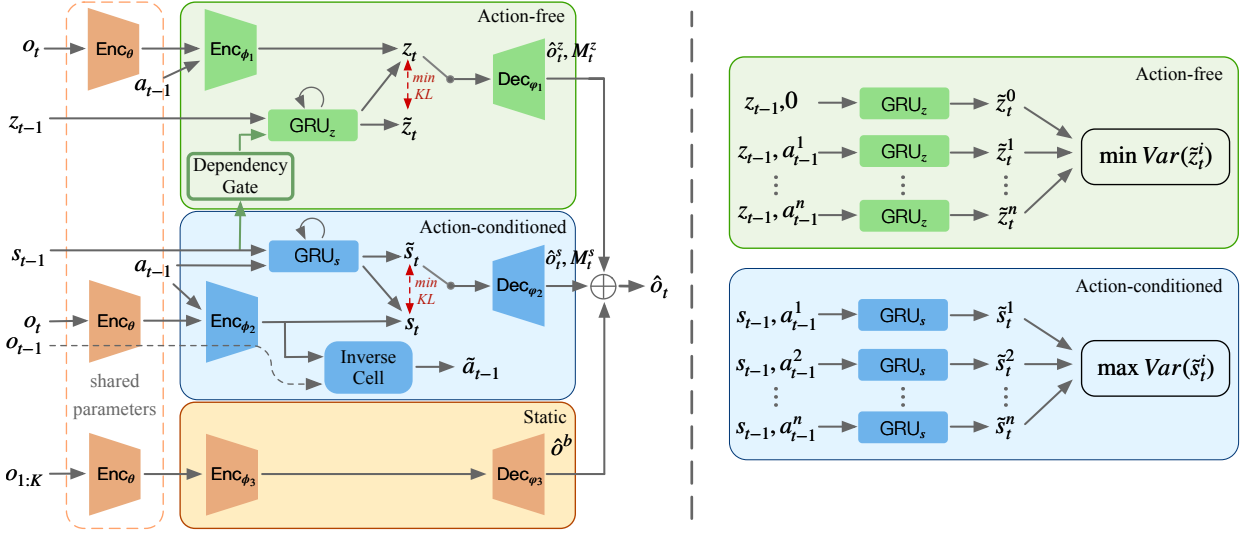 Action-free
o_t
Enc_θ
Enc_ϕ1
z_t
ô_t^z, M_t^z
Dec_φ1
a_{t−1}
min
KL
z_{t−1}
GRU_z
z̃_t
Dependency
Gate
Action-conditioned
s_{t−1}
GRU_s
s̃_t
ô_t^s, M_t^s
a_{t−1}
min
KL
Dec_φ2
ô_t
o_t
Enc_θ
Enc_ϕ2
s_t
o_{t−1}
Inverse
Cell
ã_{t−1}
shared
parameters
Static
ô^b
o_{1:K}
Enc_θ
Enc_ϕ3
Dec_φ3
Action-free
z_{t−1},0 GRU_z z̃_t^0
z_{t−1}, a_{t−1}^1 GRU_z z̃_t^1
min Var(z̃_t^i)
z_{t−1}, a_{t−1}^n GRU_z z̃_t^n
Action-conditioned
s_{t−1}, a_{t−1}^1 GRU_s s̃_t^1
s_{t−1}, a_{t−1}^2 GRU_s s̃_t^2
max Var(s̃_t^i)
s_{t−1}, a_{t−1}^n GRU_s s̃_t^n